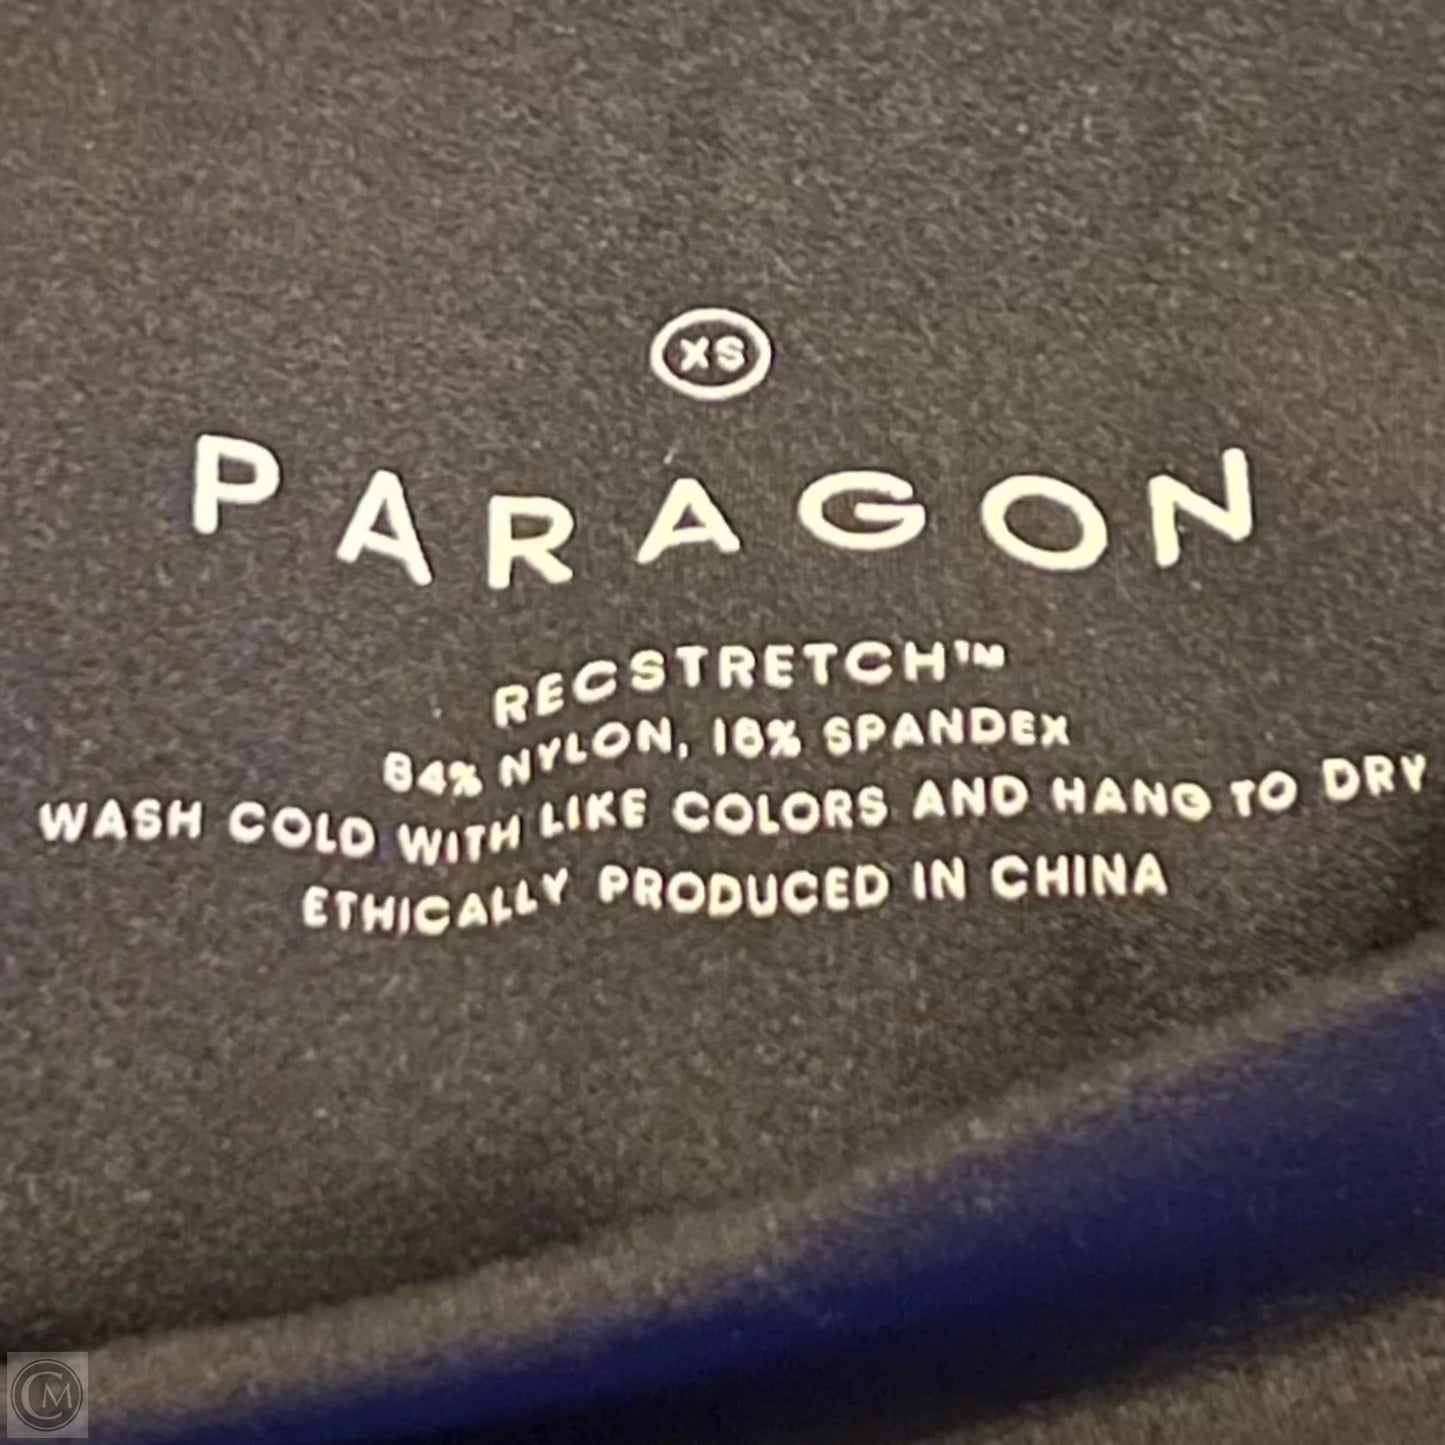 XS
PARAGON
RECSTRETCH™
84% NYLON, 16% SPANDEX
WASH COLD WITH LIKE COLORS AND HANG TO DRY
ETHICALLY PRODUCED IN CHINA
CM